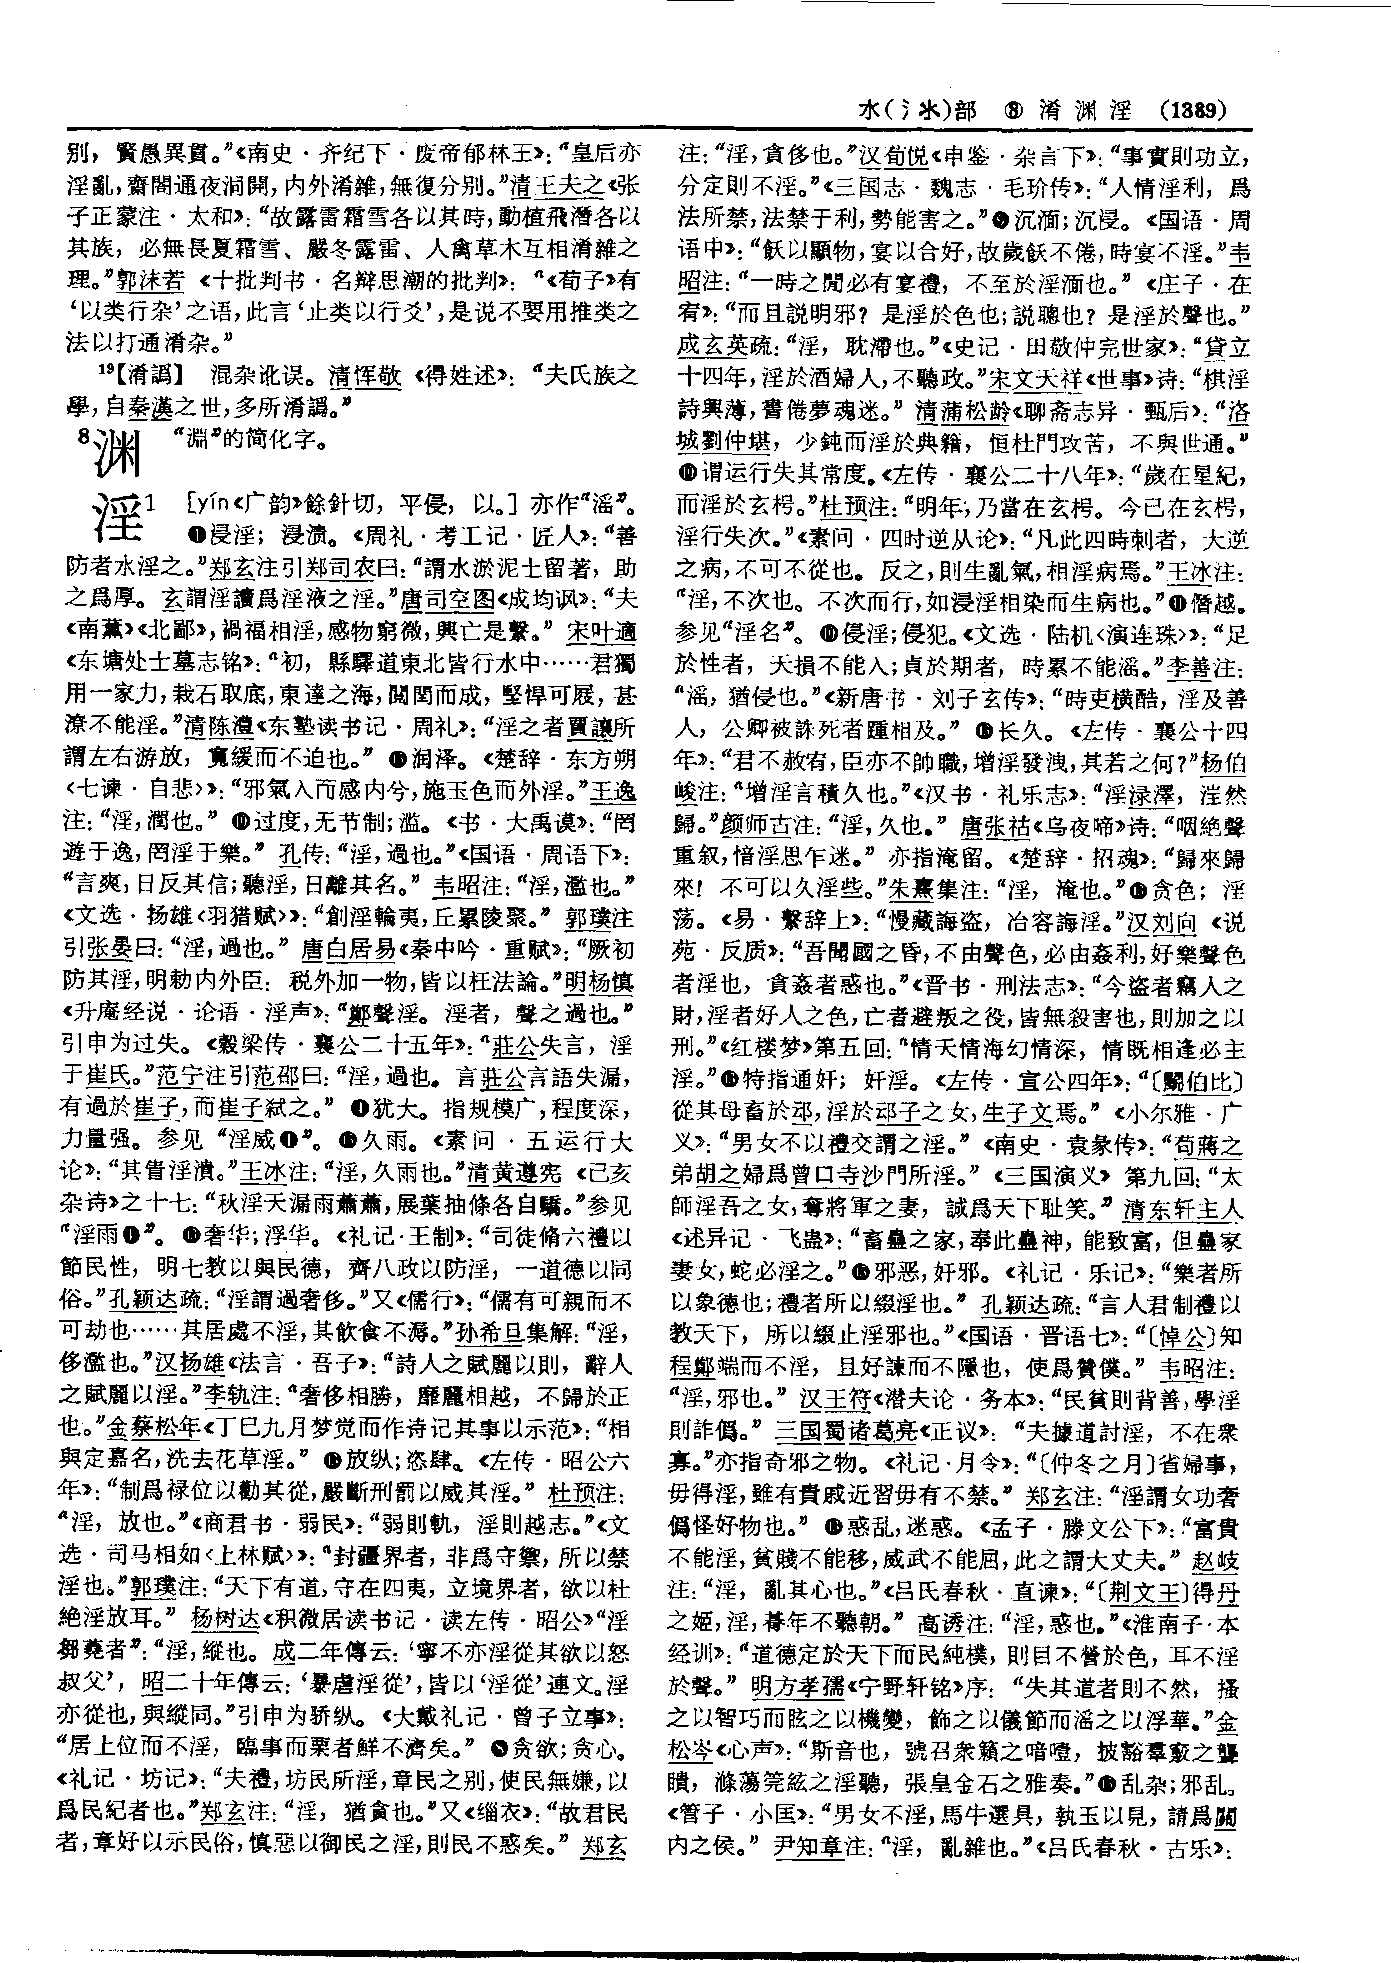 水(氵氺)部 ⑧ 淆 渊 淫 (1389)
别，賢愚異貫。”《南史·齐纪下·废帝郁林王》：“皇后亦
淫亂，齋閤通夜洞開，内外淆雜，無復分别。”清王夫之《张
子正蒙注·太和》：“故露雷霜雪各以其時，動植飛潛各以
其族，必無長夏霜雪、嚴冬露雷、人禽草木互相淆雜之
理。”郭沫若《十批判书·名辩思潮的批判》：“《荀子》有
‘以类行杂’之语，此言‘止类以行爻’，是说不要用推类之
法以打通淆杂。”
¹⁹【淆譌】 混杂讹误。清恽敬《得姓述》：“夫氏族之
學，自秦漢之世，多所淆譌。”
8渊 “淵”的简化字。
淫1 [yín《广韵》餘針切，平侵，以。] 亦作“滛”。
❶浸淫；浸渍。《周礼·考工记·匠人》：“善
防者水淫之。”郑玄注引郑司农曰：“謂水淤泥土留著，助
之爲厚。玄謂淫讀爲淫液之淫。”唐司空图《成均讽》：“夫
《南薰》《北鄙》，禍福相淫，感物窮微，興亡是繫。” 宋叶適
《东塘处士墓志铭》：“初，縣驛道東北皆行水中……君獨
用一家力，栽石取底，東達之海，閲閏而成，堅悍可屐，甚
潦不能淫。”清陈澧《东塾读书记·周礼》：“淫之者賈讓所
謂左右游放，寬緩而不迫也。” ❷润泽。《楚辞·东方朔
〈七谏·自悲〉》：“邪氣入而感内兮，施玉色而外淫。”王逸
注：“淫，潤也。” ❸过度，无节制；滥。《书·大禹谟》：“罔
遊于逸，罔淫于樂。” 孔传：“淫，過也。”《国语·周语下》：
“言爽，日反其信；聽淫，日離其名。” 韦昭注：“淫，濫也。”
《文选·扬雄〈羽猎赋〉》：“創淫輪夷，丘累陵聚。” 郭璞注
引张晏曰：“淫，過也。” 唐白居易《秦中吟·重赋》：“厥初
防其淫，明勅内外臣：税外加一物，皆以枉法論。”明杨慎
《升庵经说·论语·淫声》：“鄭聲淫。淫者，聲之過也。”
引申为过失。《穀梁传·襄公二十五年》：“莊公失言，淫
于崔氏。”范宁注引范邵曰：“淫，過也。言莊公言語失漏，
有過於崔子，而崔子弑之。” ❹犹大。指规模广，程度深，
力量强。参见“淫威❶”。❺久雨。《素问·五运行大
论》：“其眚淫潰。”王冰注：“淫，久雨也。”清黄遵宪《己亥
杂诗》之十七：“秋淫天漏雨蕭蕭，展葉抽條各自驕。”参见
“淫雨❶”。❻奢华；浮华。《礼记·王制》：“司徒脩六禮以
節民性，明七教以興民德，齊八政以防淫，一道德以同
俗。”孔颖达疏：“淫謂過奢侈。”又《儒行》：“儒有可親而不
可劫也……其居處不淫，其飲食不溽。”孙希旦集解：“淫，
侈濫也。”汉扬雄《法言·吾子》：“詩人之賦麗以則，辭人
之賦麗以淫。”李轨注：“奢侈相勝，靡麗相越，不歸於正
也。”金蔡松年《丁巳九月梦觉而作诗记其事以示范》：“相
與定嘉名，洗去花草淫。” ❼放纵；恣肆。《左传·昭公六
年》：“制爲禄位以勸其從，嚴斷刑罰以威其淫。” 杜预注：
“淫，放也。”《商君书·弱民》：“弱則軌，淫則越志。”《文
选·司马相如〈上林赋〉》：“封疆界者，非爲守禦，所以禁
淫也。”郭璞注：“天下有道，守在四夷，立境界者，欲以杜
絶淫放耳。” 杨树达《积微居读书记·读左传·昭公》“淫
芻蕘者”：“淫，縱也。成二年傳云：‘寧不亦淫從其欲以怒
叔父’，昭二十年傳云：‘暴虐淫從’，皆以‘淫從’連文。淫
亦從也，與縱同。”引申为骄纵。《大戴礼记·曾子立事》：
“居上位而不淫，臨事而栗者鮮不濟矣。” ❽贪欲；贪心。
《礼记·坊记》：“夫禮，坊民所淫，章民之别，使民無嫌，以
爲民紀者也。”郑玄注：“淫，猶貪也。”又《缁衣》：“故君民
者，章好以示民俗，慎惡以御民之淫，則民不惑矣。” 郑玄
注：“淫，貪侈也。”汉荀悦《申鉴·杂言下》：“事實則功立，
分定則不淫。”《三国志·魏志·毛玠传》：“人情淫利，爲
法所禁，法禁于利，勢能害之。”❾沉湎；沉浸。《国语·周
语中》：“飫以顯物，宴以合好，故歲飫不倦，時宴不淫。”韦
昭注：“一時之間必有宴禮，不至於淫湎也。” 《庄子·在
宥》：“而且説明邪？是淫於色也；説聰也？是淫於聲也。”
成玄英疏：“淫，耽滯也。”《史记·田敬仲完世家》：“貸立
十四年，淫於酒婦人，不聽政。”宋文天祥《世事》诗：“棋淫
詩興薄，書倦夢魂迷。” 清蒲松龄《聊斋志异·甄后》：“洛
城劉仲堪，少鈍而淫於典籍，恒杜門攻苦，不與世通。”
❿谓运行失其常度。《左传·襄公二十八年》：“歲在星紀，
而淫於玄枵。”杜预注：“明年，乃當在玄枵。今已在玄枵，
淫行失次。”《素问·四时逆从论》：“凡此四時刺者，大逆
之病，不可不從也。反之，則生亂氣，相淫病焉。”王冰注：
“淫，不次也。不次而行，如浸淫相染而生病也。”⓫僭越。
参见“淫名”。⓬侵淫；侵犯。《文选·陆机〈演连珠〉》：“足
於性者，天損不能入；貞於期者，時累不能滛。”李善注：
“滛，猶侵也。”《新唐书·刘子玄传》：“時吏横酷，淫及善
人，公卿被誅死者踵相及。” ⓭长久。《左传·襄公十四
年》：“君不赦宥，臣亦不帥職，增淫發洩，其若之何？”杨伯
峻注：“增淫言積久也。”《汉书·礼乐志》：“淫渌澤，㳹然
歸。”颜师古注：“淫，久也。” 唐张祜《乌夜啼》诗：“咽絶聲
重叙，愔淫思乍迷。” 亦指淹留。《楚辞·招魂》：“歸來歸
來！不可以久淫些。”朱熹集注：“淫，淹也。”⓮贪色；淫
荡。《易·繫辞上》：“慢藏誨盗，冶容誨淫。”汉刘向《说
苑·反质》：“吾聞國之昏，不由聲色，必由姦利，好樂聲色
者淫也，貪姦者惑也。”《晋书·刑法志》：“今盗者竊人之
財，淫者好人之色，亡者避叛之役，皆無殺害也，則加之以
刑。”《红楼梦》第五回：“情天情海幻情深，情既相逢必主
淫。”⓯特指通奸；奸淫。《左传·宣公四年》：“〔鬭伯比〕
從其母畜於䢵，淫於䢵子之女，生子文焉。” 《小尔雅·广
义》：“男女不以禮交謂之淫。” 《南史·袁彖传》：“苟蔣之
弟胡之婦爲曾口寺沙門所淫。” 《三国演义》第九回：“太
師淫吾之女，奪將軍之妻，誠爲天下耻笑。” 清东轩主人
《述异记·飞蛊》：“畜蠱之家，奉此蠱神，能致富，但蠱家
妻女，蛇必淫之。”⓰邪恶，奸邪。《礼记·乐记》：“樂者所
以象德也；禮者所以綴淫也。” 孔颖达疏：“言人君制禮以
教天下，所以綴止淫邪也。”《国语·晋语七》：“〔悼公〕知
程鄭端而不淫，且好諫而不隱也，使爲贊僕。” 韦昭注：
“淫，邪也。” 汉王符《潜夫论·务本》：“民貧則背善，學淫
則詐僞。” 三国蜀诸葛亮《正议》：“夫據道討淫，不在衆
寡。”亦指奇邪之物。《礼记·月令》：“〔仲冬之月〕省婦事，
毋得淫，雖有貴戚近習毋有不禁。” 郑玄注：“淫謂女功奢
僞怪好物也。” ⓱惑乱，迷惑。《孟子·滕文公下》：“富貴
不能淫，貧賤不能移，威武不能屈，此之謂大丈夫。” 赵岐
注：“淫，亂其心也。”《吕氏春秋·直谏》：“〔荆文王〕得丹
之姬，淫，朞年不聽朝。” 高诱注：“淫，惑也。”《淮南子·本
经训》：“道德定於天下而民純樸，則目不營於色，耳不淫
於聲。” 明方孝孺《宁野轩铭》序：“失其道者則不然，搔
之以智巧而眩之以機變，飾之以儀節而滛之以浮華。”金
松岑《心声》：“斯音也，號召衆籟之喑噎，披豁羣竅之聾
聵，滌蕩箢絃之淫聽，張皇金石之雅奏。”⓲乱杂；邪乱。
《管子·小匡》：“男女不淫，馬牛選具，執玉以見，請爲關
内之侯。” 尹知章注：“淫，亂雜也。”《吕氏春秋·古乐》：